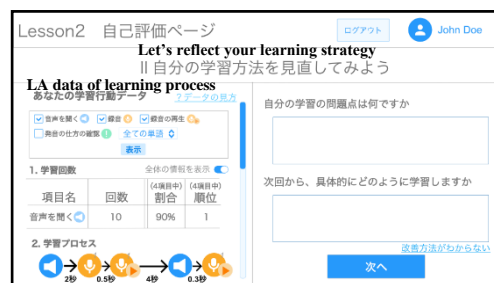 Lesson2 自己評価ページ
ログアウト
John Doe
Let's reflect your learning strategy
II自分の学習方法を見直してみよう
LA data of learning process
あなたの学習行動データ
?データの見方
音声を聞く 録音 録音の再生
発音の仕方の確認 全ての単語
表示
1. 学習回数
全体の情報を表示
項目名 回数 (4項目中)割合 (4項目中)順位
音声を聞く 10 90% 1
2. 学習プロセス
2秒 0.5秒 4秒 0.3秒
自分の学習の問題点は何ですか
次回から、具体的にどのように学習しますか
改善方法がわからない
次へ